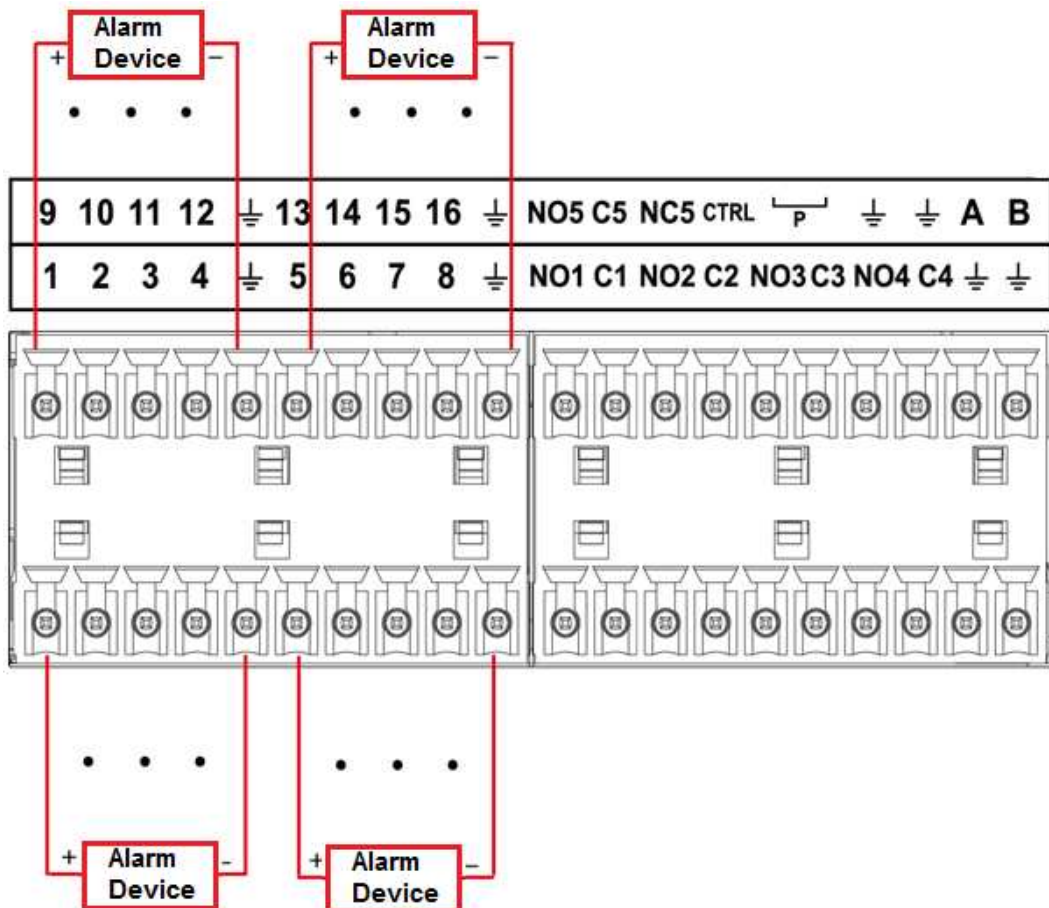 Alarm Device
+ −
Alarm Device
+ −
9 10 11 12 ⏚ 13 14 15 16 ⏚ NO5 C5 NC5 CTRL P ⏚ ⏚ A B
1 2 3 4 ⏚ 5 6 7 8 ⏚ NO1 C1 NO2 C2 NO3 C3 NO4 C4 ⏚ ⏚
+ -
Alarm Device
+ −
Alarm Device